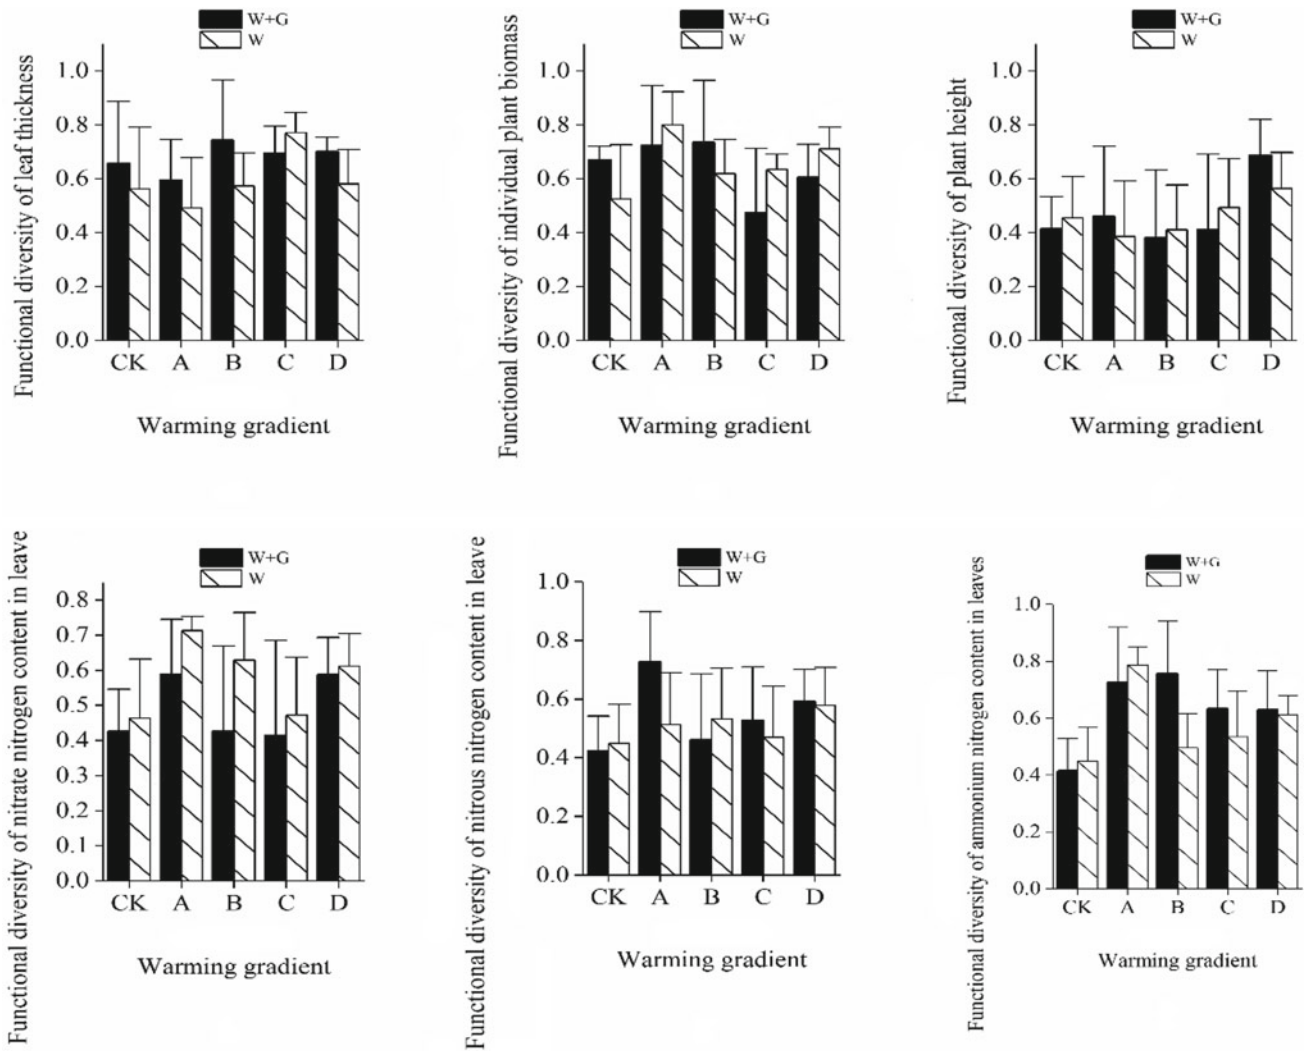 W+G
W
Functional diversity of leaf thickness
1.0
0.8
0.6
0.4
0.2
0.0
CK A B C D
Warming gradient
W+G
W
Functional diversity of individual plant biomass
1.0
0.8
0.6
0.4
0.2
0.0
CK A B C D
Warming gradient
W+G
W
Functional diversity of plant height
1.0
0.8
0.6
0.4
0.2
0.0
CK A B C D
Warming gradient
W+G
W
Functional diversity of nitrate nitrogen content in leave
0.8
0.7
0.6
0.5
0.4
0.3
0.2
0.1
0.0
CK A B C D
Warming gradient
W+G
W
Functional diversity of nitrous nitrogen content in leave
1.0
0.8
0.6
0.4
0.2
0.0
CK A B C D
Warming gradient
W+G
W
Functional diversity of ammonium nitrogen content in leaves
1.0
0.8
0.6
0.4
0.2
0.0
CK A B C D
Warming gradient